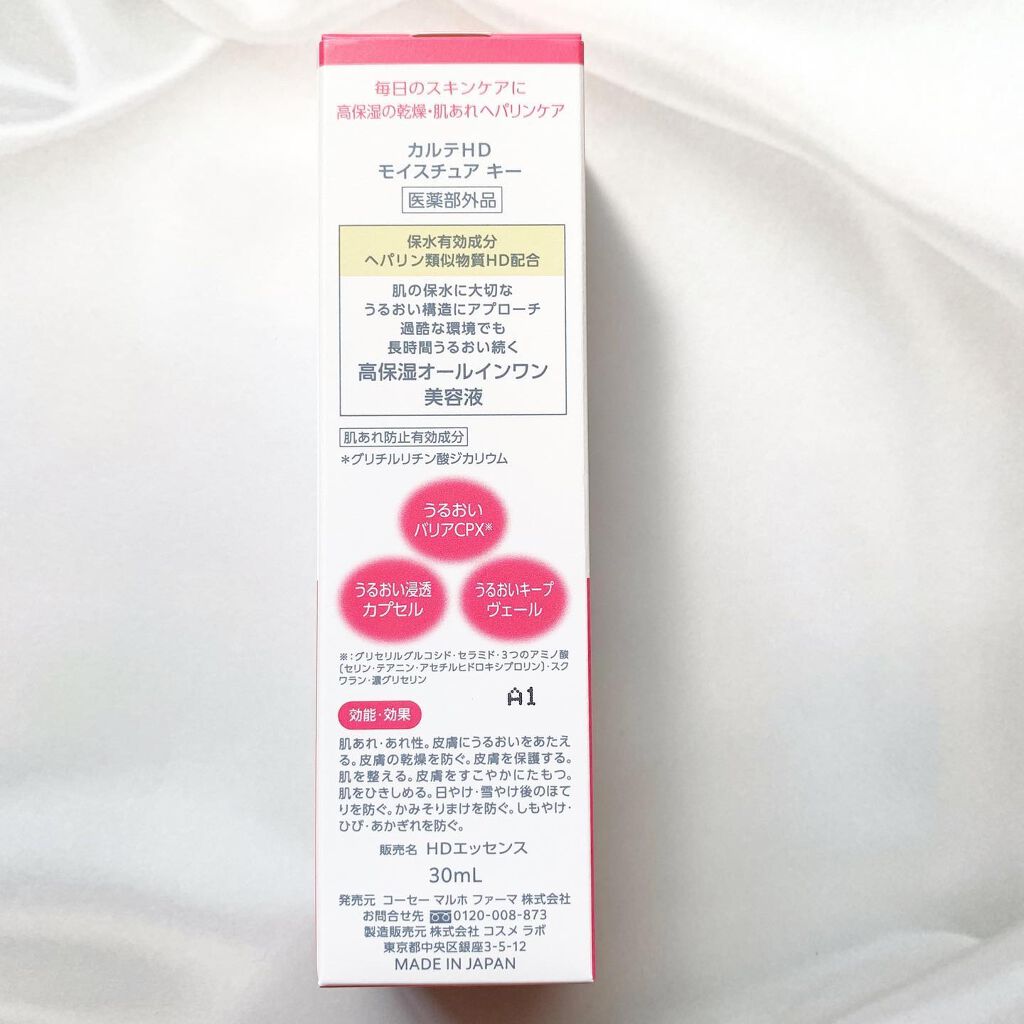 毎日のスキンケアに
高保湿の乾燥・肌あれヘパリンケア
カルテHD
モイスチュア キー
医薬部外品
保水有効成分
ヘパリン類似物質HD配合
肌の保水に大切な
うるおい構造にアプローチ
過酷な環境でも
長時間うるおい続く
高保湿オールインワン
美容液
肌あれ防止有効成分
＊グリチルリチン酸ジカリウム
うるおい
バリアCPX※
うるおい浸透
カプセル
うるおいキープ
ヴェール
※：グリセリルグルコシド・セラミド・3つのアミノ酸
〔セリン・テアニン・アセチルヒドロキシプロリン〕・スク
ワラン・濃グリセリン
A1
効能・効果
肌あれ・あれ性。皮膚にうるおいをあたえ
る。皮膚の乾燥を防ぐ。皮膚を保護する。
肌を整える。皮膚をすこやかにたもつ。
肌をひきしめる。日やけ・雪やけ後のほて
りを防ぐ。かみそりまけを防ぐ。しもやけ・
ひび・あかぎれを防ぐ。
販売名 HDエッセンス
30mL
発売元 コーセー マルホ ファーマ 株式会社
お問合せ先 0120-008-873
製造販売元 株式会社 コスメ ラボ
東京都中央区銀座3-5-12
MADE IN JAPAN